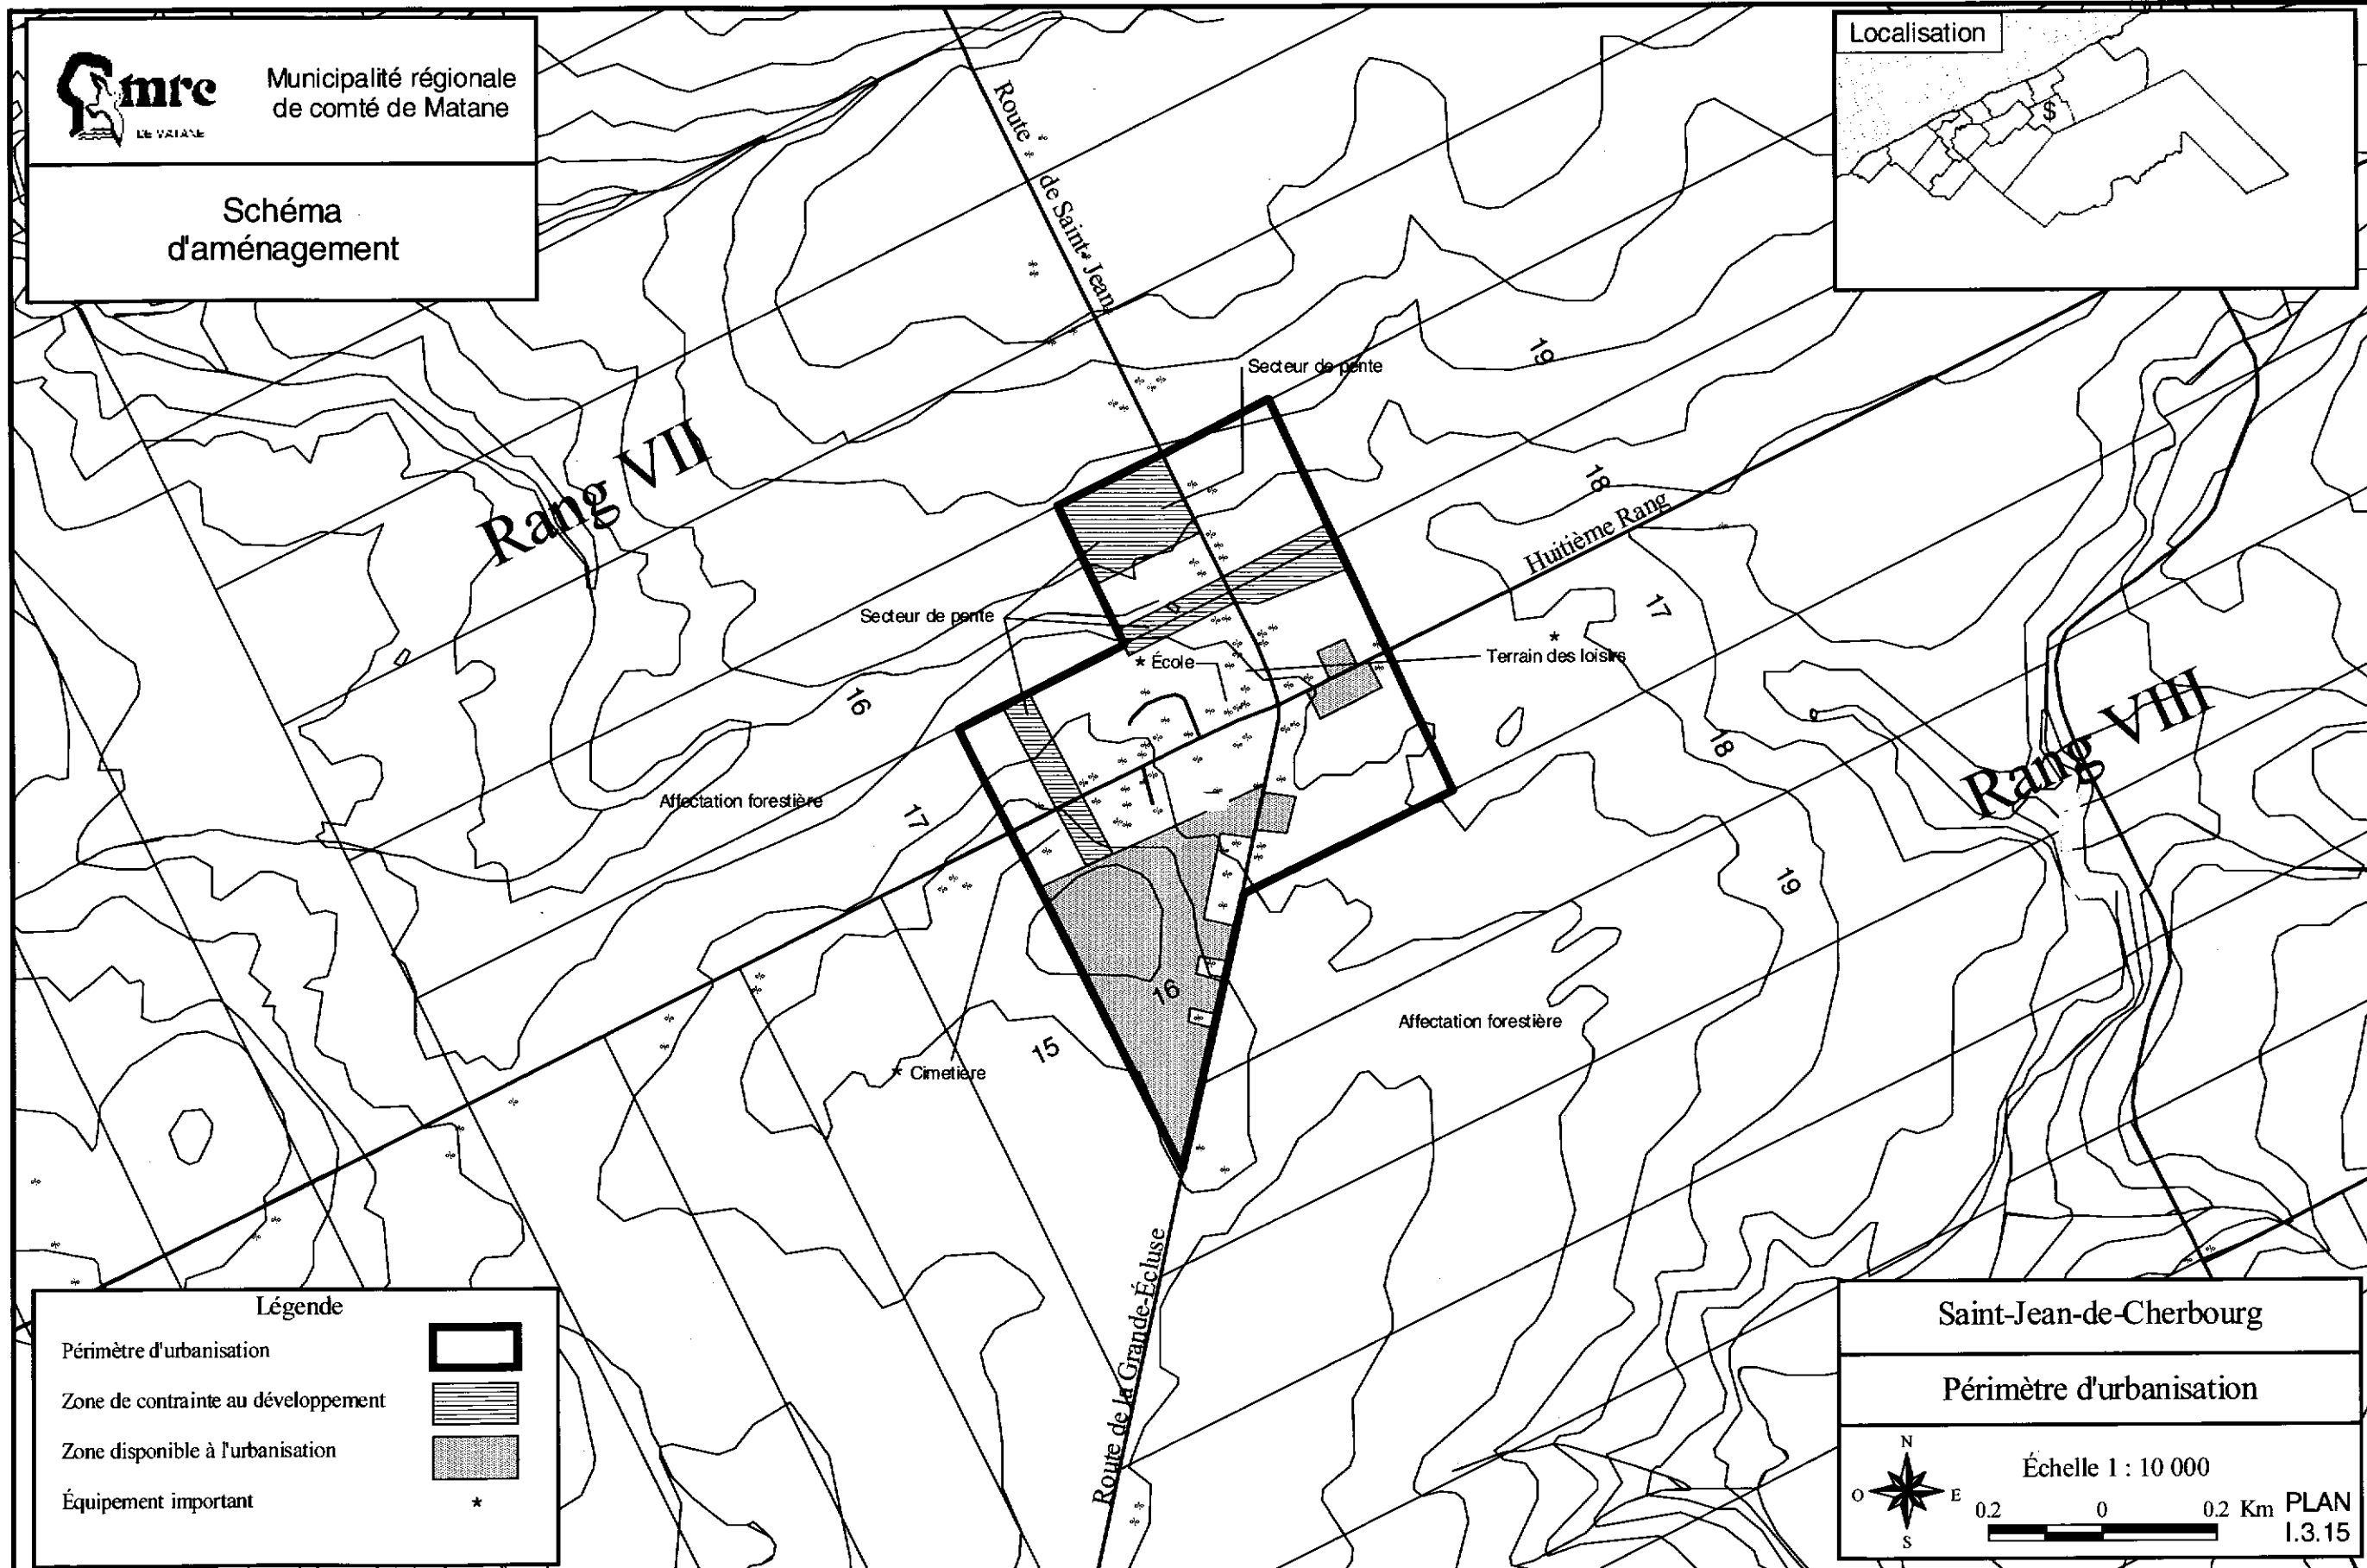 mrc
DE MATANE
Municipalité régionale
de comté de Matane
Schéma
d'aménagement
Localisation
$
Route
de Saint-Jean
Secteur de pente
19
Rang VII
18
Huitième Rang
Secteur de pente
17
* École
*
Terrain des loisirs
16
18
Rang VIII
Affectation forestière
17
19
16
Affectation forestière
15
* Cimetière
Route de la Grande-Écluse
Légende
Périmètre d'urbanisation
Zone de contrainte au développement
Zone disponible à l'urbanisation
Équipement important *
Saint-Jean-de-Cherbourg
Périmètre d'urbanisation
N
O E
S
Échelle 1 : 10 000
0.2 0 0.2 Km
PLAN
I.3.15